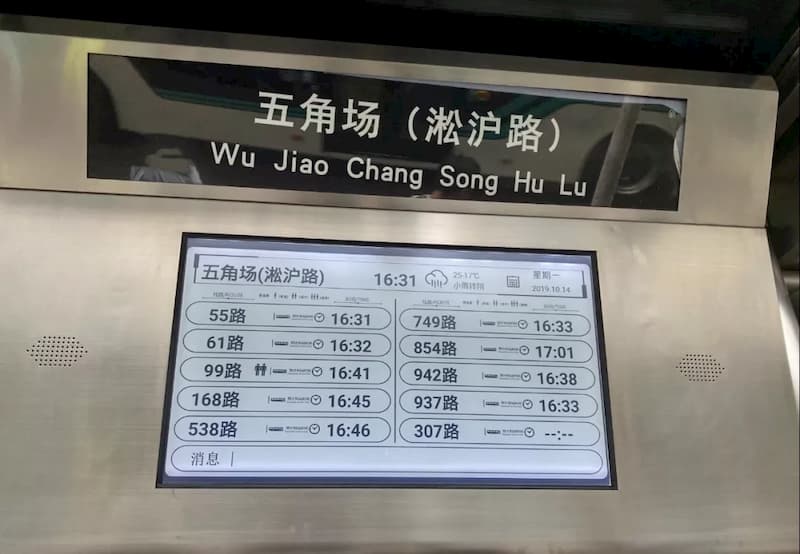 五角场（淞沪路）
Wu Jiao Chang Song Hu Lu
五角场(淞沪路) 16:31 25-17℃ 星期一
2019.10.14
55路 16:31
61路 16:32
99路 16:41
168路 16:45
538路 16:46
749路 16:33
854路 17:01
942路 16:38
937路 16:33
307路 --:--
消息